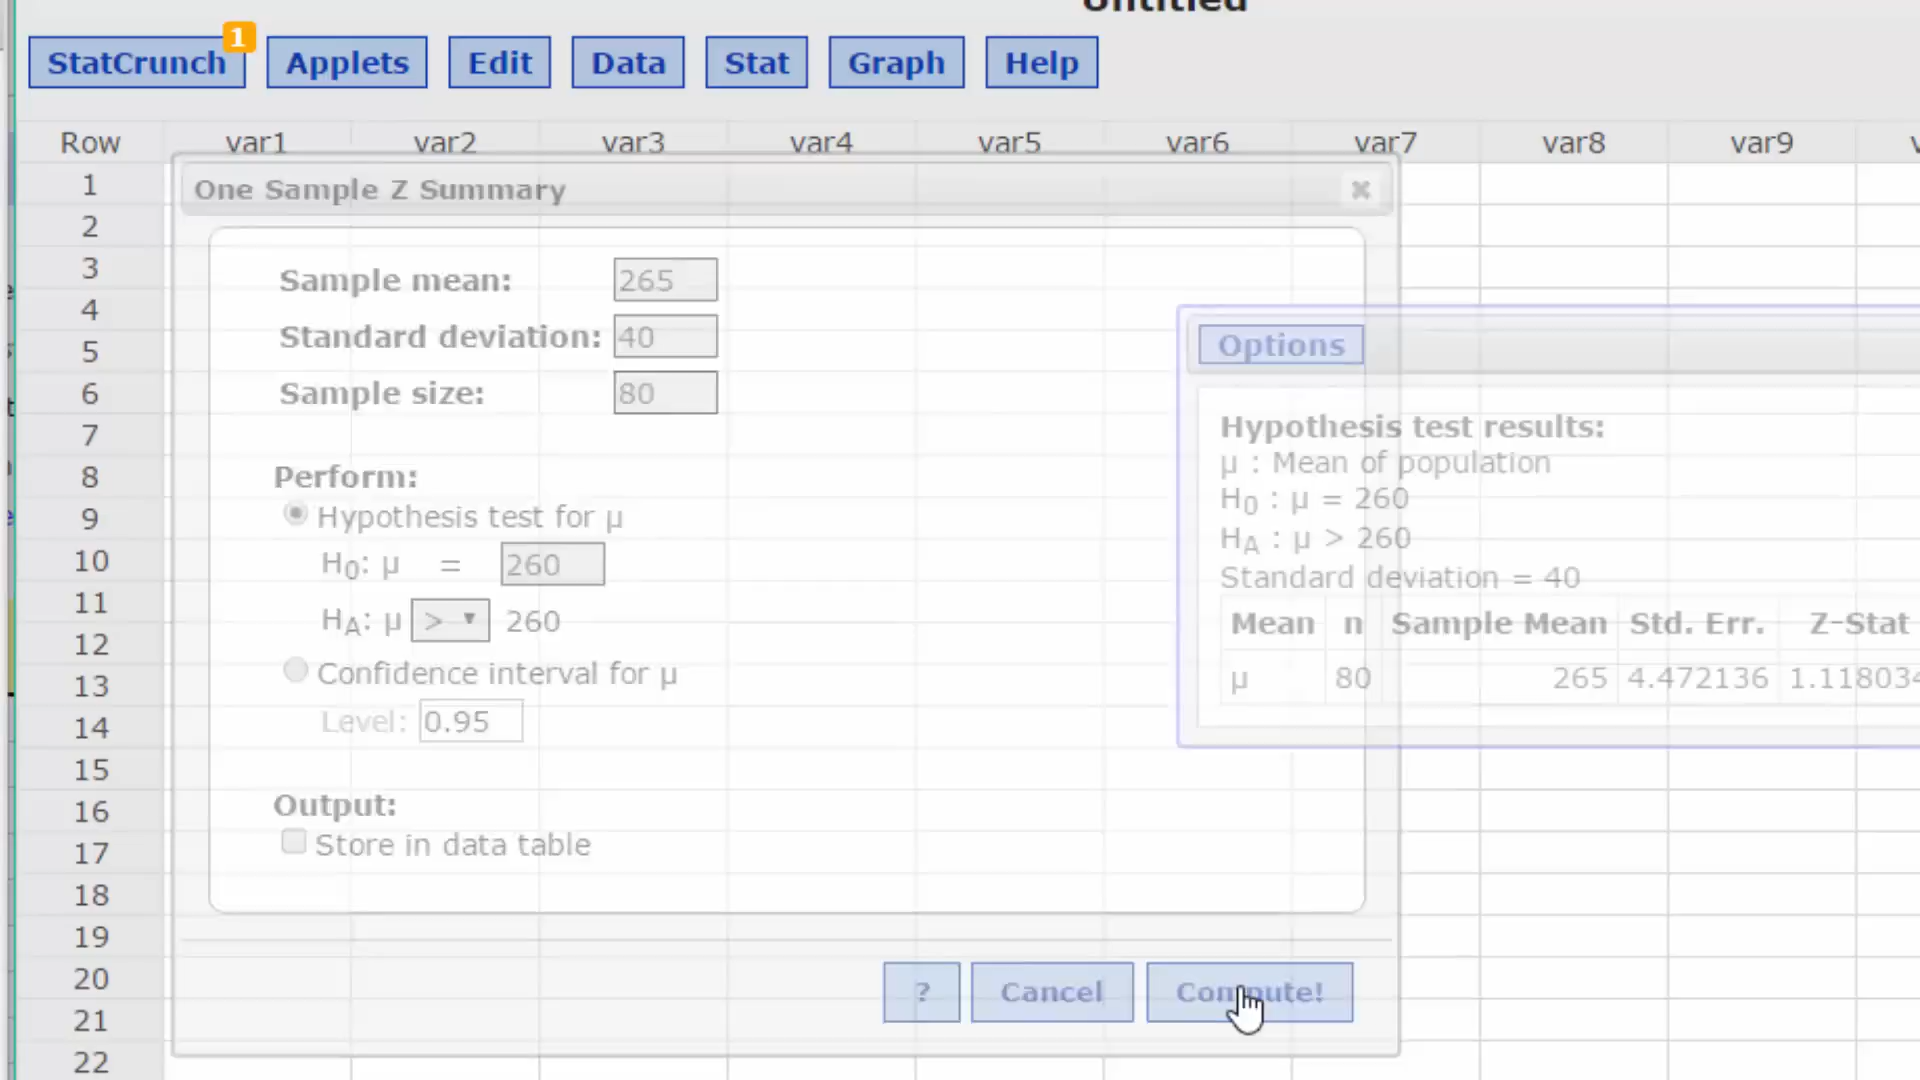 Untitled
StatCrunch 1 Applets Edit Data Stat Graph Help
Row var1 var2 var3 var4 var5 var6 var7 var8 var9
1
2
3
4
5
6
7
8
9
10
11
12
13
14
15
16
17
18
19
20
21
22
One Sample Z Summary
Sample mean: 265
Standard deviation: 40
Sample size: 80
Perform:
Hypothesis test for μ
H0: μ = 260
HA: μ > 260
Confidence interval for μ
Level: 0.95
Output:
Store in data table
? Cancel Compute!
Options
Hypothesis test results:
μ : Mean of population
H0 : μ = 260
HA : μ > 260
Standard deviation = 40
Mean n Sample Mean Std. Err. Z-Stat
μ 80 265 4.472136 1.118034